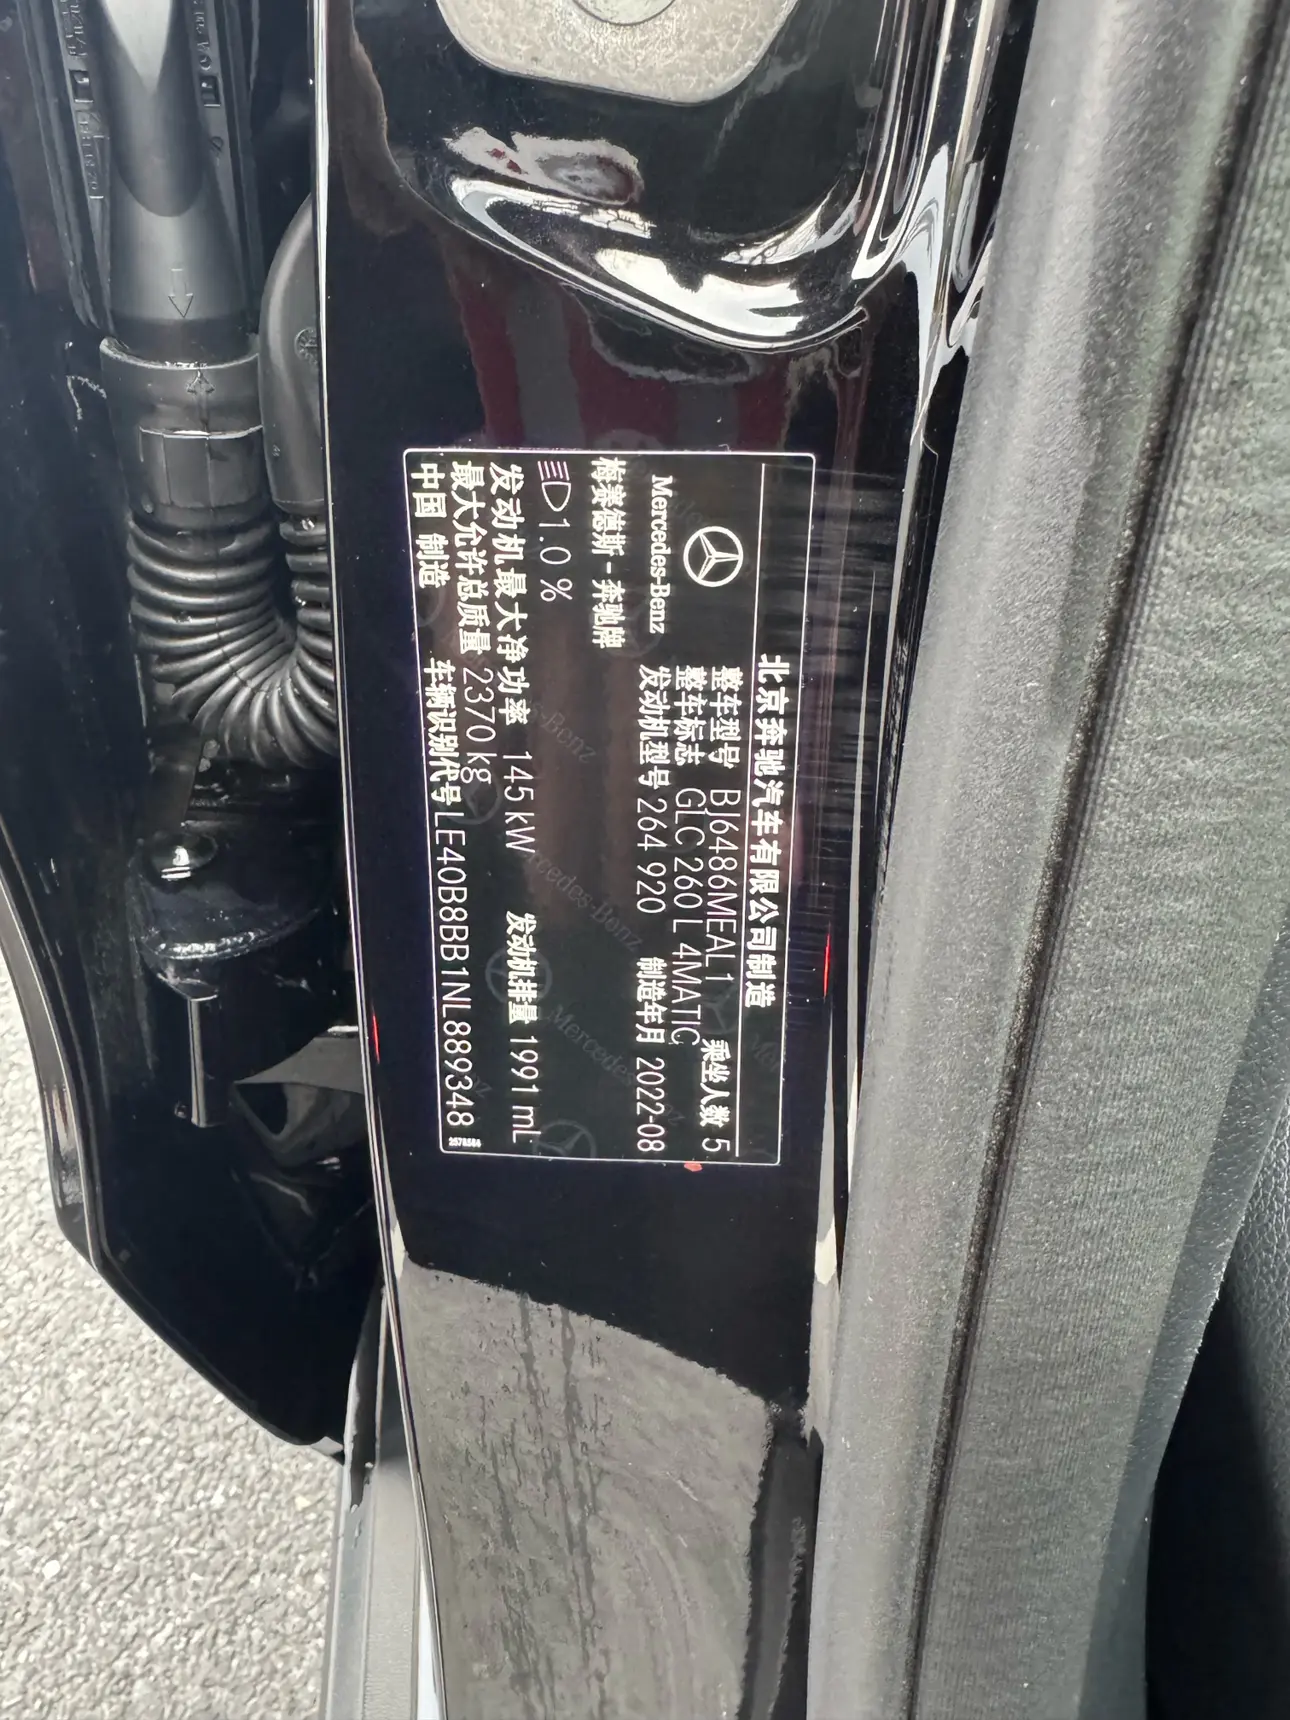 北京奔驰汽车有限公司制造
整车型号 BJ6486MEAL1 乘坐人数 5
整车标志 GLC 260 L 4MATIC
Mercedes-Benz 发动机型号 264 920 制造年月 2022-08
梅赛德斯-奔驰牌
1.0 %
发动机最大净功率 145 kW 发动机排量 1991 mL
最大允许总质量 2370 kg
中国 制造 车辆识别代号 LE40B8BB1NL889348